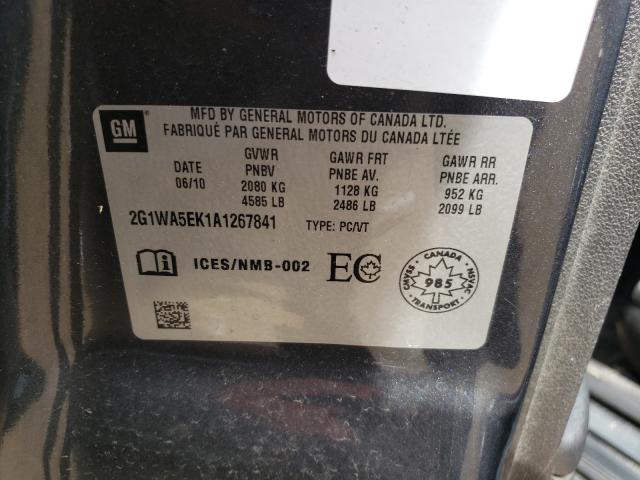 GM
MFD BY GENERAL MOTORS OF CANADA LTD.
FABRIQUÉ PAR GENERAL MOTORS DU CANADA LTÉE
DATE
06/10
GVWR
PNBV
2080 KG
4585 LB
GAWR FRT
PNBE AV.
1128 KG
2486 LB
GAWR RR
PNBE ARR.
952 KG
2099 LB
2G1WA5EK1A1267841 TYPE: PC/VT
ICES/NMB-002 EC
CANADA
NSVAC
TRANSPORT
CMVSS
985